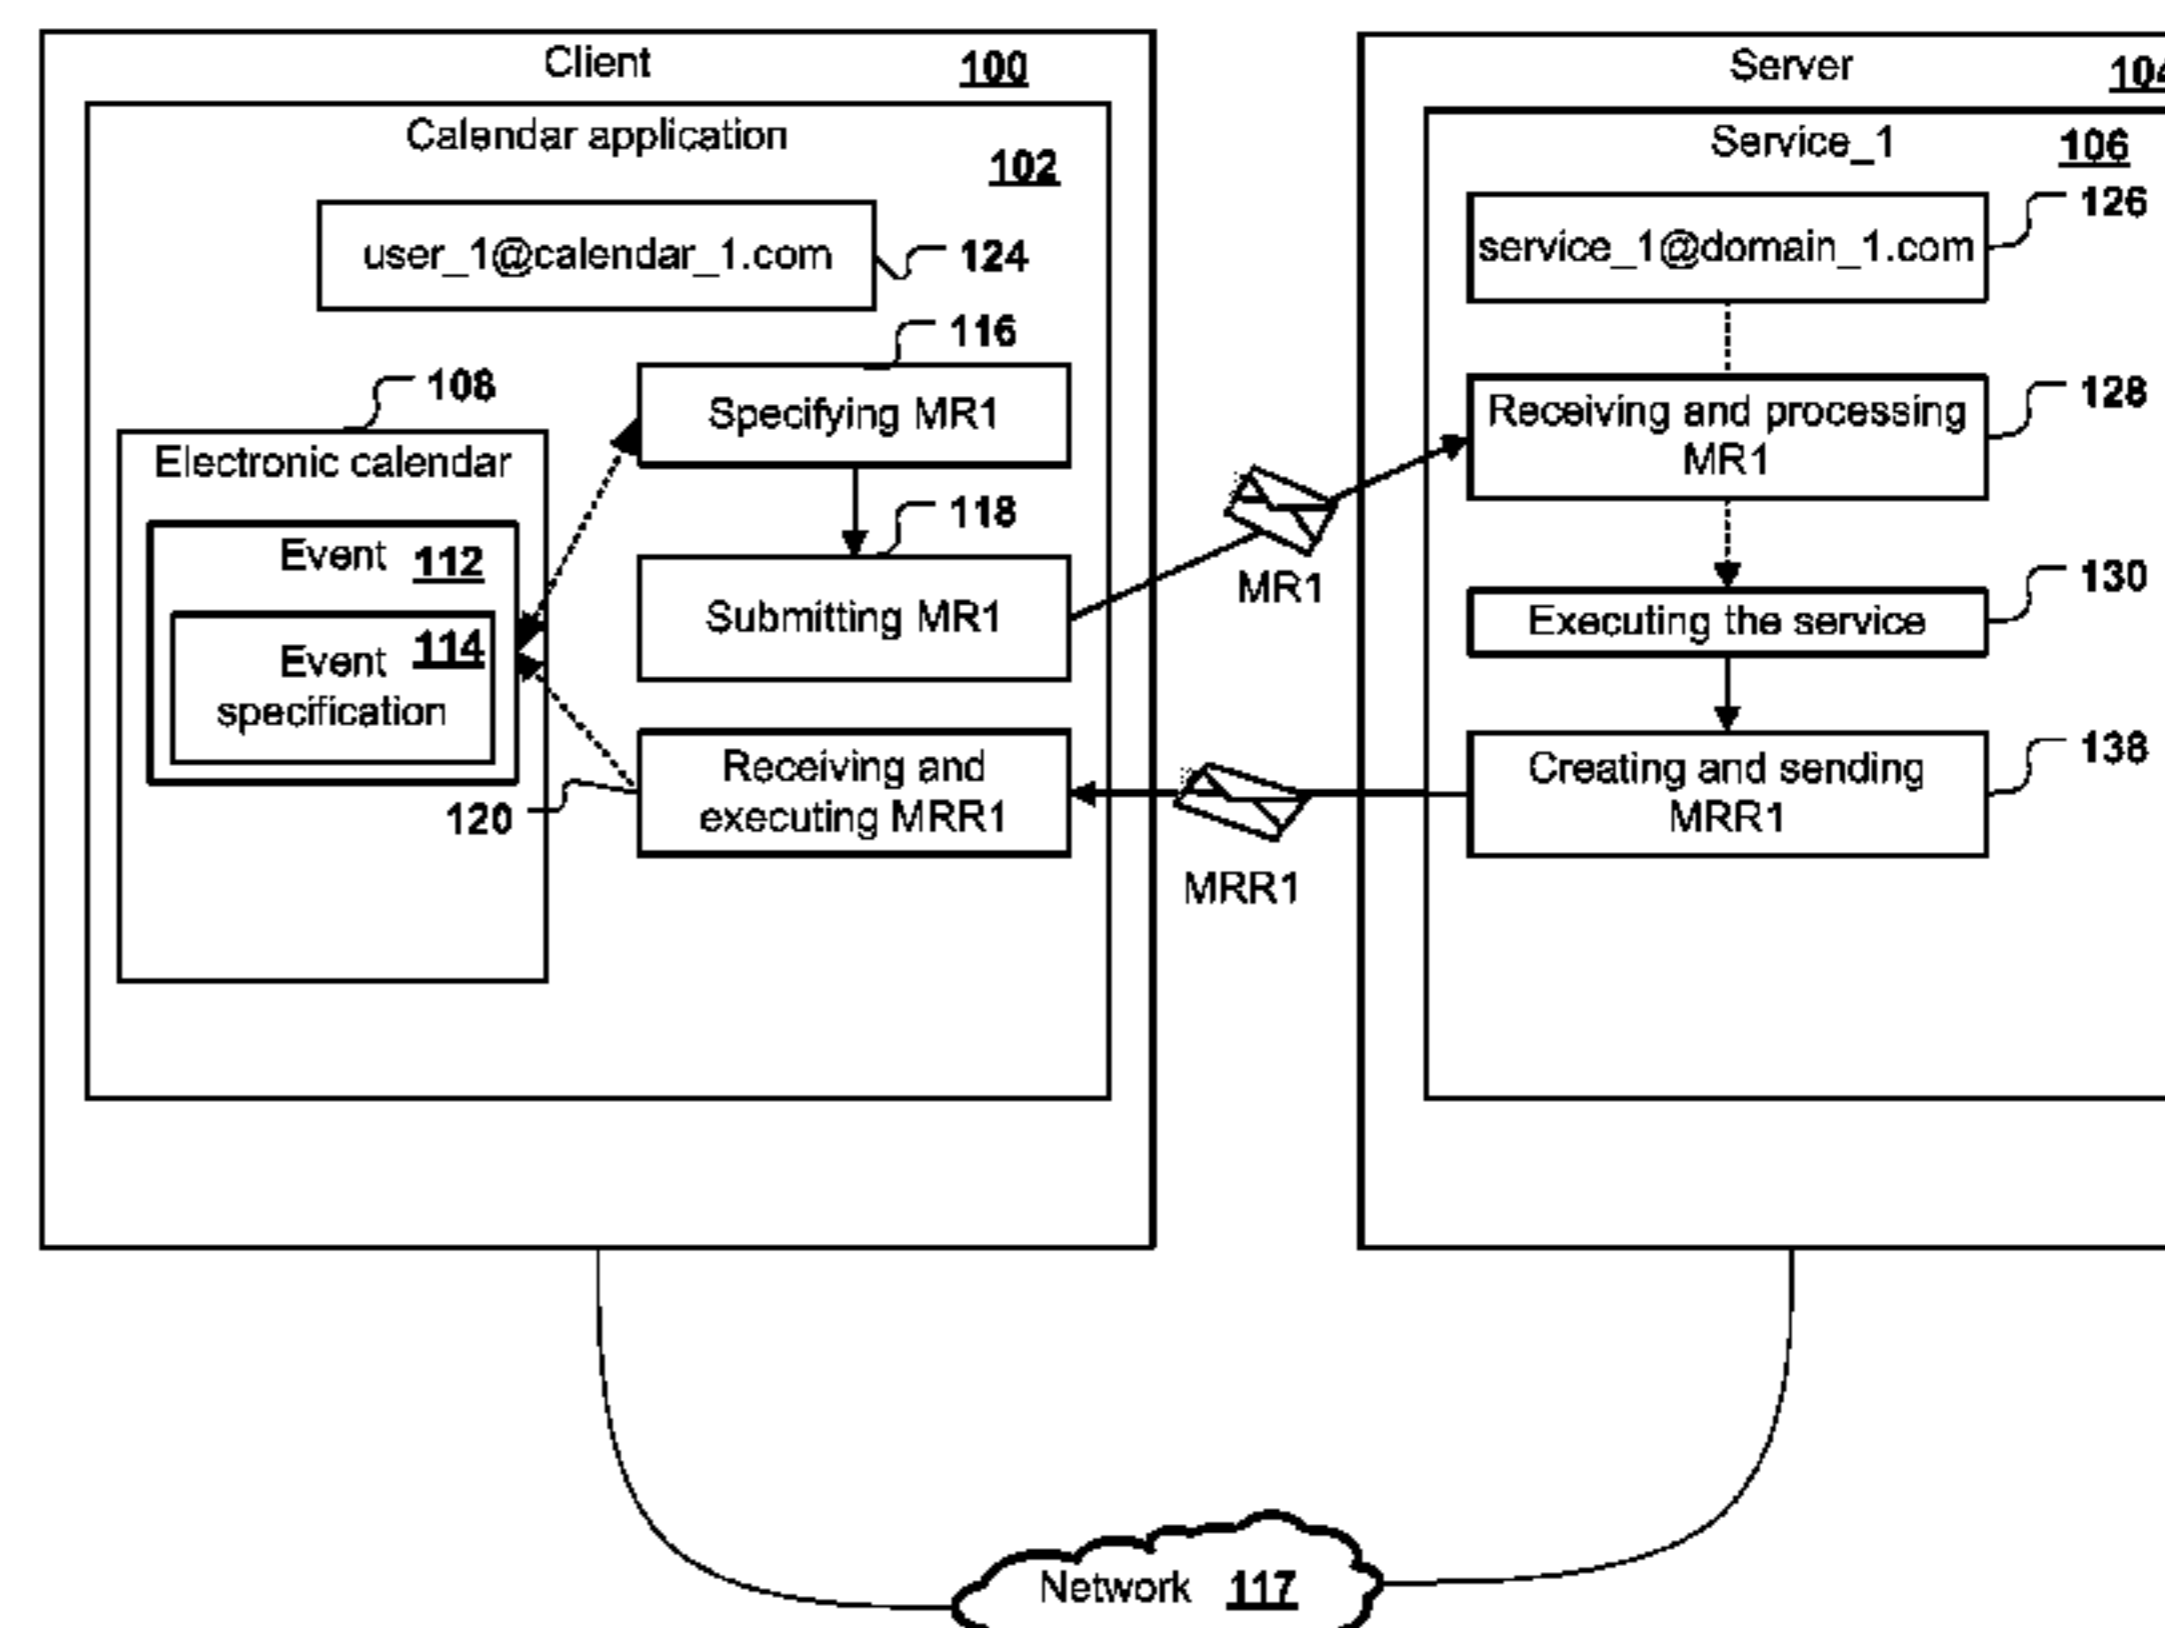 Client 100
Calendar application
102
user_1@calendar_1.com 124
116
108
Specifying MR1
Electronic calendar
118
Event 112
Submitting MR1
114
Event
specification
Receiving and
executing MRR1
120
MR1
MRR1
Server 104
Service_1 106
126
service_1@domain_1.com
Receiving and processing
MR1
128
130
Executing the service
138
Creating and sending
MRR1
Network 117